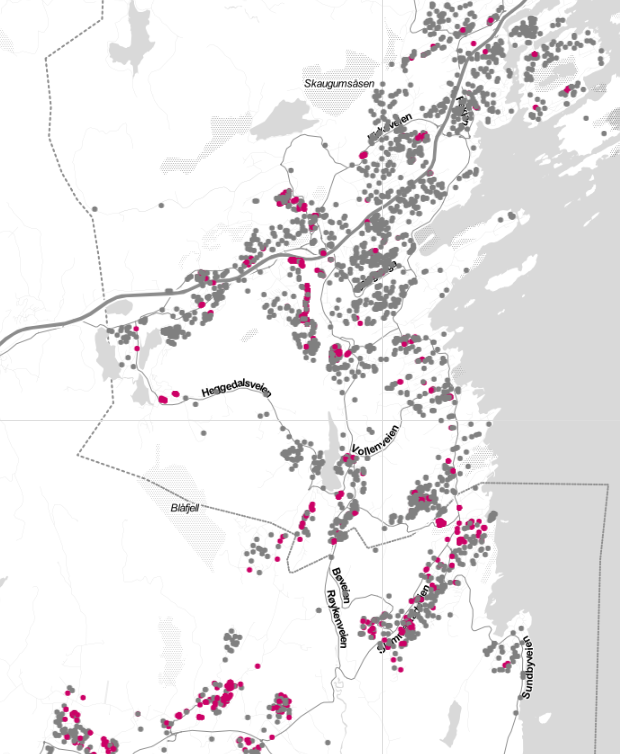 Skaugumsåsen
Heggedalsveien
Vollenveien
Blåfjell
Bøveien
Røykenveien
Sundbyveien